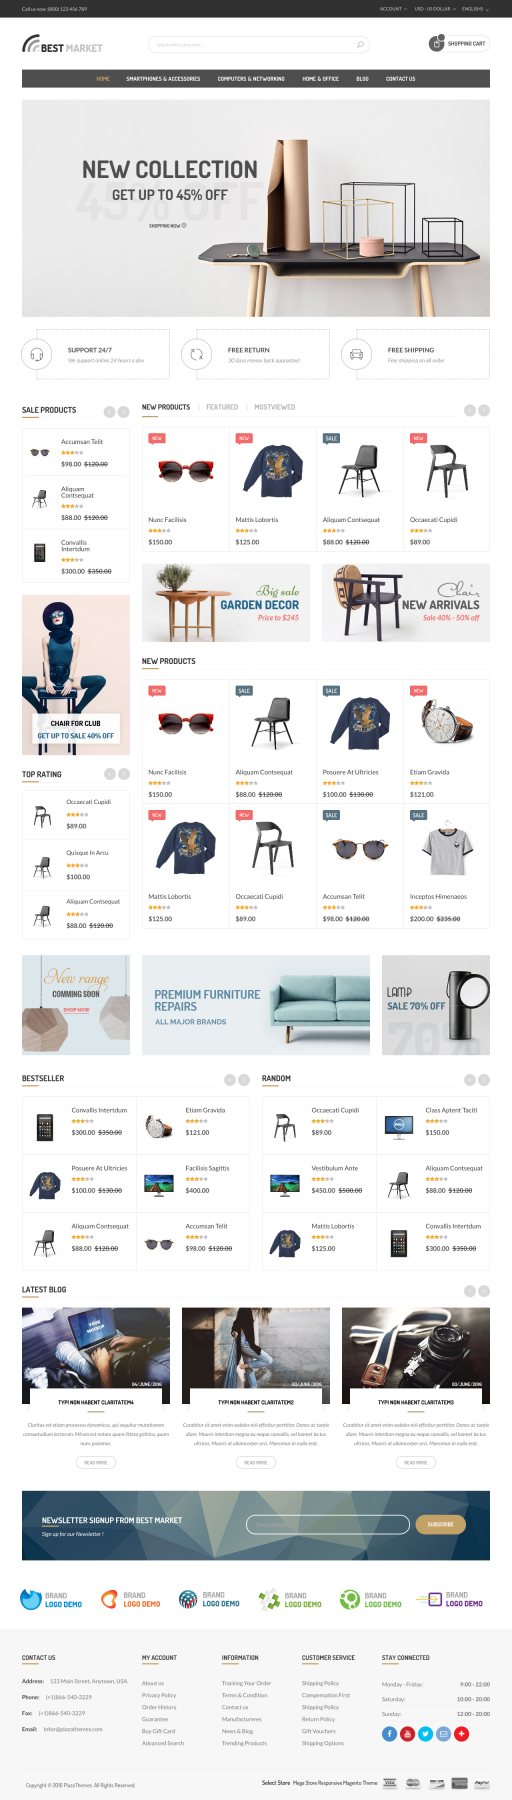 Call us now: (800) 123 456 789
ACCOUNT
USD - US DOLLAR
ENGLISHS
BEST MARKET
SHOPPING CART
HOME
SMARTPHONES & ACCESSORIES
COMPUTERS & NETWORKING
HOME & OFFICE
BLOG
CONTACT US
NEW COLLECTION
45% OFF
GET UP TO 45% OFF
SHOPPING NOW
SUPPORT 24/7
We support online 24 hours a day
FREE RETURN
30 days money back guarantee!
FREE SHIPPING
Free shipping on all order
SALE PRODUCTS
Accumsan Telit
$98.00 $120.00
Aliquam
Contsequat
$88.00 $120.00
Convallis
Intertdum
$300.00 $350.00
NEW PRODUCTS
FEATURED
MOSTVIEWED
NEW
Nunc Facilisis
$150.00
NEW
Mattis Lobortis
$125.00
SALE
Aliquam Contsequat
$88.00 $120.00
NEW
Occaecati Cupidi
$89.00
Big sale
GARDEN DECOR
Price to $245
Chair
NEW ARRIVALS
Sale 40% - 50% off
CHAIR FOR CLUB
GET UP TO SALE 40% OFF
NEW PRODUCTS
NEW
Nunc Facilisis
$150.00
SALE
Aliquam Contsequat
$88.00 $120.00
NEW
Posuere At Ultricies
$100.00 $130.00
NEW
Etiam Gravida
$121.00
TOP RATING
Occaecati Cupidi
$89.00
Quisque In Arcu
$100.00
Aliquam Contsequat
$88.00 $120.00
NEW
Mattis Lobortis
$125.00
NEW
Occaecati Cupidi
$89.00
SALE
Accumsan Telit
$98.00 $120.00
SALE
Inceptos Himenaeos
$200.00 $235.00
New range
COMMING SOON
SHOP NOW
PREMIUM FURNITURE
REPAIRS
ALL MAJOR BRANDS
LAMP
SALE 70% OFF
70%
BESTSELLER
Convallis Intertdum
$300.00 $350.00
Etiam Gravida
$121.00
Posuere At Ultricies
$100.00 $130.00
Facilisis Sagittis
$400.00
Aliquam Contsequat
$88.00 $120.00
Accumsan Telit
$98.00 $120.00
RANDOM
Occaecati Cupidi
$89.00
Class Aptent Taciti
$150.00
Vestibulum Ante
$450.00 $500.00
Aliquam Contsequat
$88.00 $120.00
Mattis Lobortis
$125.00
Convallis Intertdum
$300.00 $350.00
LATEST BLOG
04/JUNE/2016
TYPI NON HABENT CLARITATEM4
Claritas est etiam processus dynamicus, qui sequitur mutationem
consuetudium lectorum. Mirum est notare quam littera gothica, quam
nunc putamus.
READ MORE
03/JUNE/2016
TYPI NON HABENT CLARITATEM2
Curabitur sit amet enim sodales nisl efficitur porttitor. Donec ac turpis
diam. Mauris interdum magna eu neque convallis, vel laoreet lectus
ultrices. Mauris at ullamcorper orci. Maecenas in nulla erat.
READ MORE
03/JUNE/2016
TYPI NON HABENT CLARITATEM3
Curabitur sit amet enim sodales nisl efficitur porttitor. Donec ac turpis
diam. Mauris interdum magna eu neque convallis, vel laoreet lectus
ultrices. Mauris at ullamcorper orci. Maecenas in nulla erat.
READ MORE
NEWSLETTER SIGNUP FROM BEST MARKET
Sign up for our Newsletter !
SUBSCRIBE
BRAND
LOGO DEMO
BRAND
LOGO DEMO
BRAND
LOGO DEMO
BRAND
LOGO DEMO
BRAND
LOGO DEMO
BRAND
LOGO DEMO
CONTACT US
Address: 123 Main Street, Anytown, USA.
Phone: (+1)866-540-3229
Fax: (+1)866-540-3229
Email: Infor@plazathemes.com
MY ACCOUNT
About us
Privacy Policy
Order History
Guarantee
Buy Gift Card
Advanced Search
INFORMATION
Tracking Your Order
Terms & Condition
Contact us
Manufactureres
News & Blog
Trending Products
CUSTOMER SERVICE
Shipping Policy
Compensation First
Shipping Policy
Return Policy
Gift Vouchers
Shipping Options
STAY CONNECTED
Monday - Friday: 9:00 - 22:00
Saturday: 10:00 - 20:00
Sunday: 12:00 - 20:00
Copyright © 2016 PlazaThemes. All Rights Reserved.
Select Store Mega Store Responsive Magento Theme
VISA
DISCOVER
PayPal